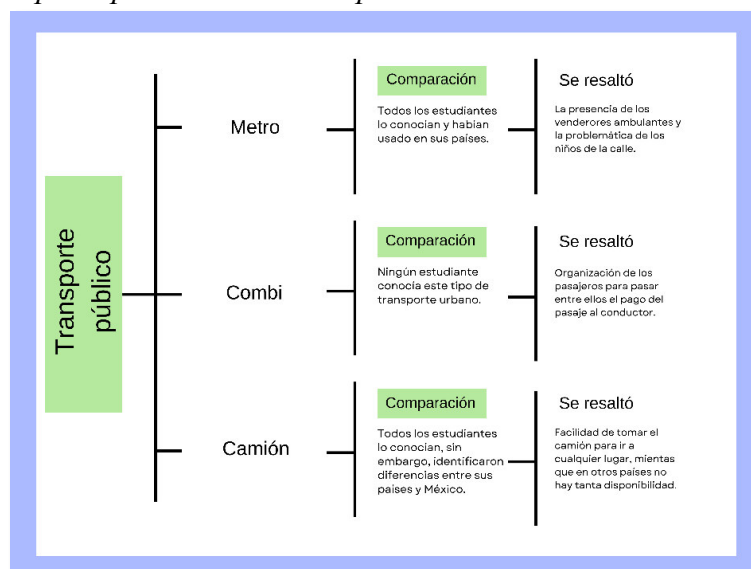 Transporte
público
Metro
Comparación
Todos los estudiantes
lo conocian y habian
usado en sus países.
Se resaltó
La presencia de los
venderores ambulantes y
la problemática de los
niños de la calle.
Combi
Comparación
Ningún estudiante
conocía este tipo de
transporte urbano.
Se resaltó
Organización de los
pasajeros para pasar
entre ellos el pago del
pasaje al conductor.
Camión
Comparación
Todos los estudiantes
lo conocian, sin
embargo, identificaron
diferencias entre sus
países y México.
Se resaltó
Facilidad de tomar el
camión para ir a
cualquier lugar, mientas
que en otros países no
hay tanta disponibilidad.